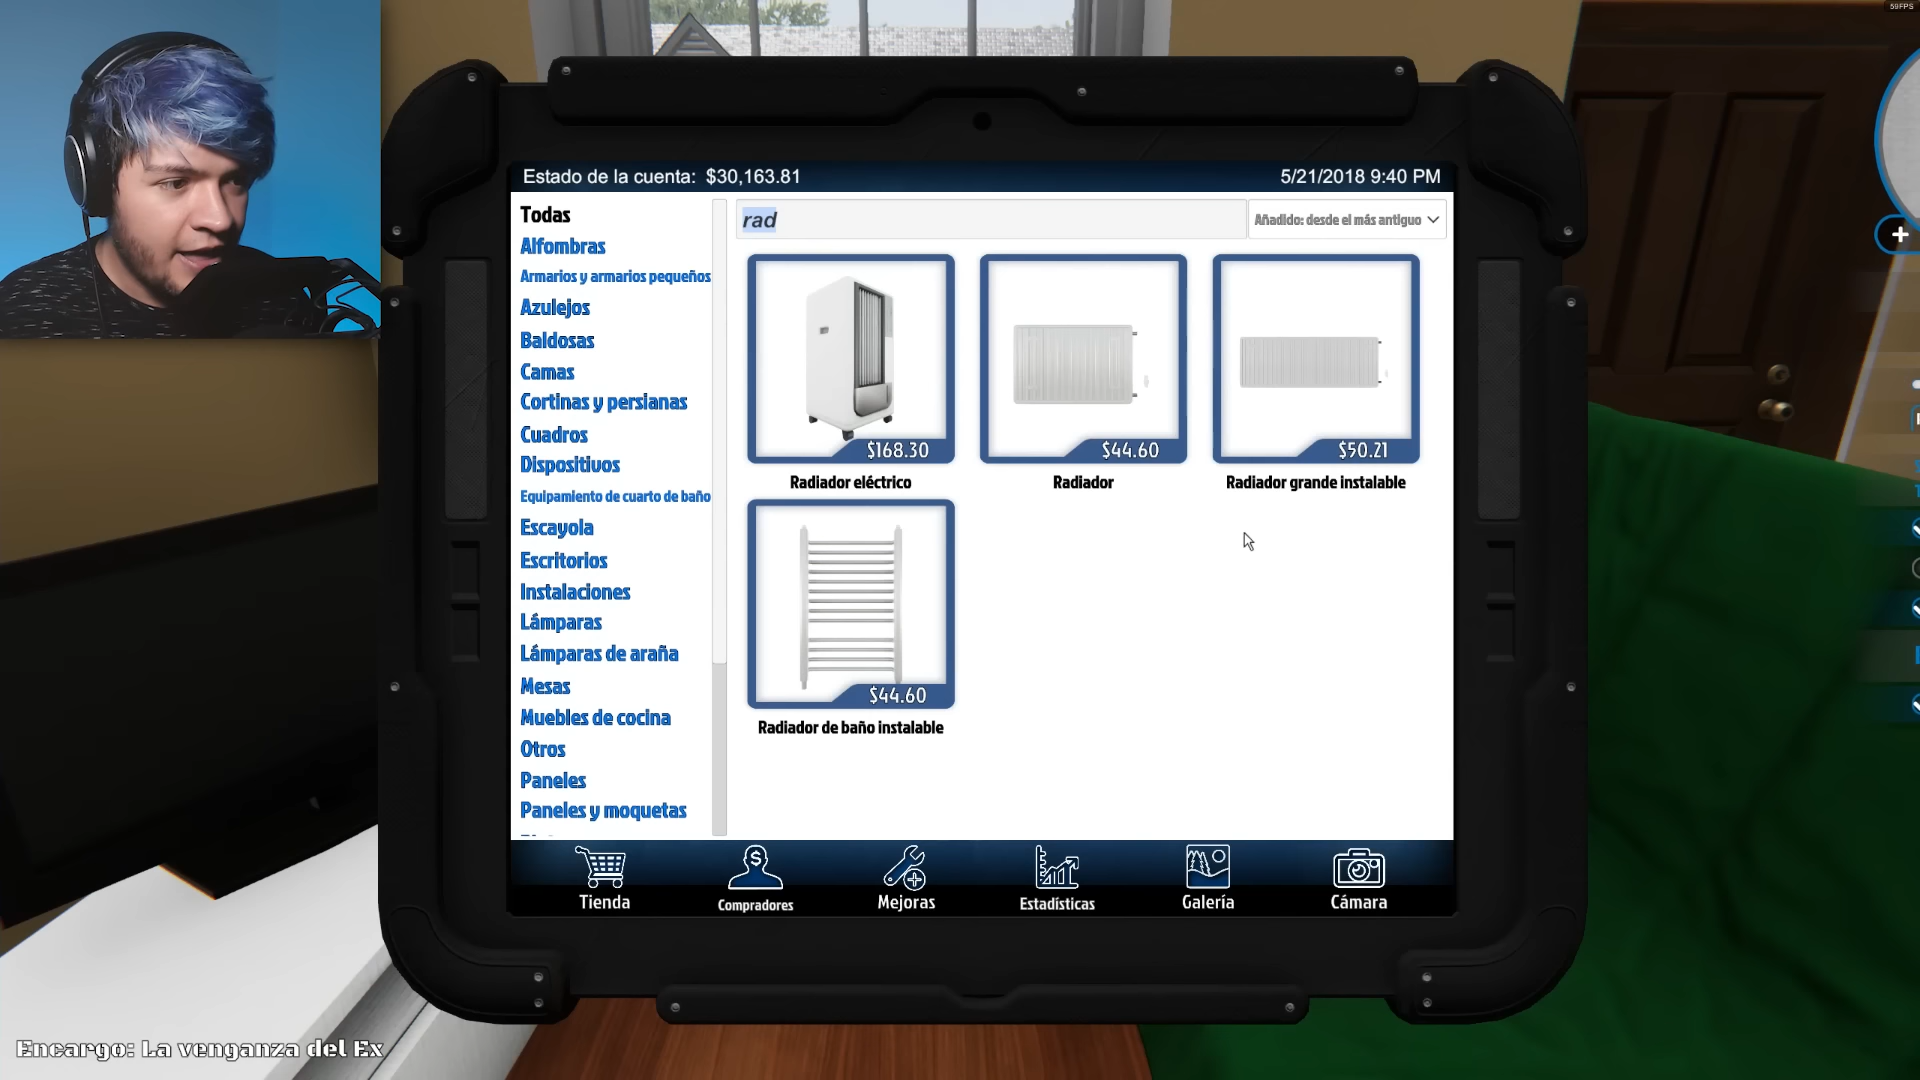 59FPS
Estado de la cuenta: $30,163.81
5/21/2018 9:40 PM
Todas
Alfombras
Armarios y armarios pequeños
Azulejos
Baldosas
Camas
Cortinas y persianas
Cuadros
Dispositivos
Equipamiento de cuarto de baño
Escayola
Escritorios
Instalaciones
Lámparas
Lámparas de araña
Mesas
Muebles de cocina
Otros
Paneles
Paneles y moquetas
rad
Añadido: desde el más antiguo
$168.30
Radiador eléctrico
$44.60
Radiador
$50.21
Radiador grande instalable
$44.60
Radiador de baño instalable
Tienda
Compradores
Mejoras
Estadísticas
Galería
Cámara
Encargo: La venganza del Ex